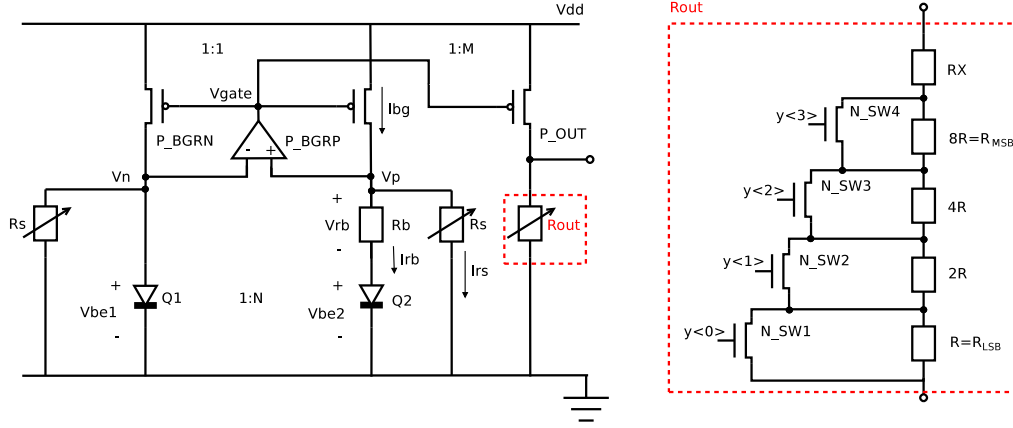 Vdd
1:1
1:M
Vgate
Ibg
P_BGRN
P_BGRP
P_OUT
- +
Vn
Vp
Rs
+
Vrb
-
Rb
Rs
Rout
Irb
Irs
+
Vbe1
-
Q1
1:N
+
Vbe2
-
Q2
Rout
RX
y<3>
N_SW4
8R=RMSB
y<2>
N_SW3
4R
y<1>
N_SW2
2R
y<0>
N_SW1
R=RLSB